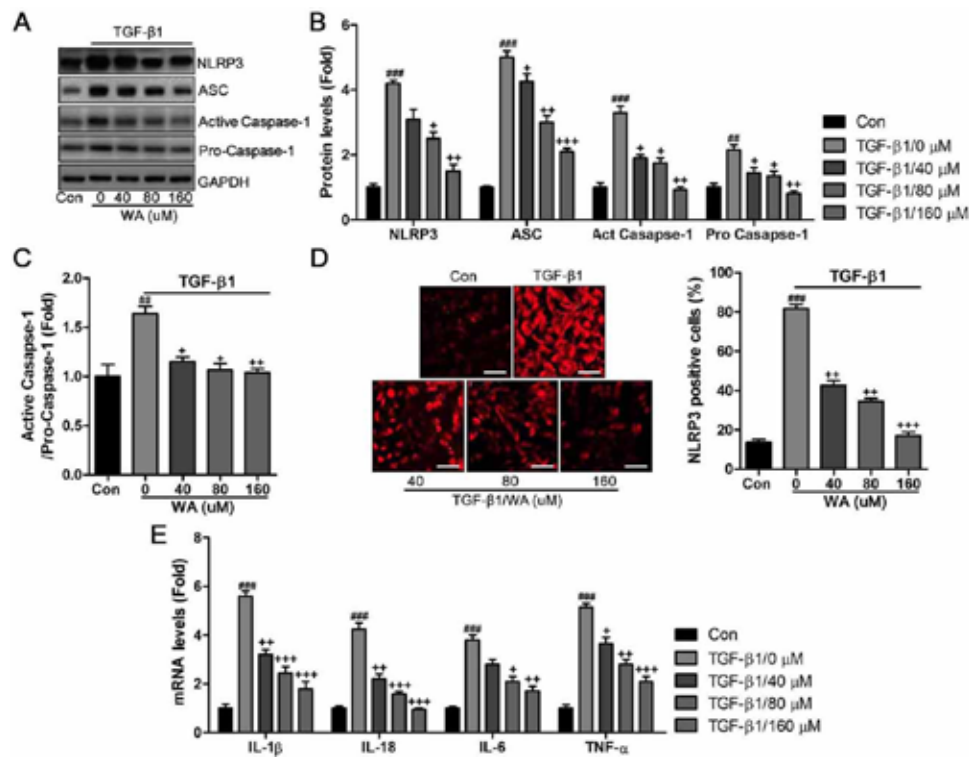 A
TGF-β1
NLRP3
ASC
Active Caspase-1
Pro-Caspase-1
GAPDH
Con 0 40 80 160
WA (uM)
B
Protein levels (Fold)
6
4
2
0
###
+
++
###
+
++
+++
###
+
+
++
##
+
+
++
NLRP3 ASC Act Casapse-1 Pro Casapse-1
Con
TGF-β1/0 μM
TGF-β1/40 μM
TGF-β1/80 μM
TGF-β1/160 μM
C
TGF-β1
Active Casapse-1
/Pro-Caspase-1 (Fold)
2.0
1.5
1.0
0.5
0.0
##
+
+
++
Con 0 40 80 160
WA (uM)
D
Con TGF-β1
40 80 160
TGF-β1/WA (uM)
TGF-β1
NLRP3 positive cells (%)
100
80
60
40
20
0
###
++
++
+++
Con 0 40 80 160
WA (uM)
E
mRNA levels (Fold)
8
6
4
2
0
###
++
+++
+++
###
++
+++
+++
###
+
++
###
+
++
+++
IL-1β IL-18 IL-6 TNF-α
Con
TGF-β1/0 μM
TGF-β1/40 μM
TGF-β1/80 μM
TGF-β1/160 μM